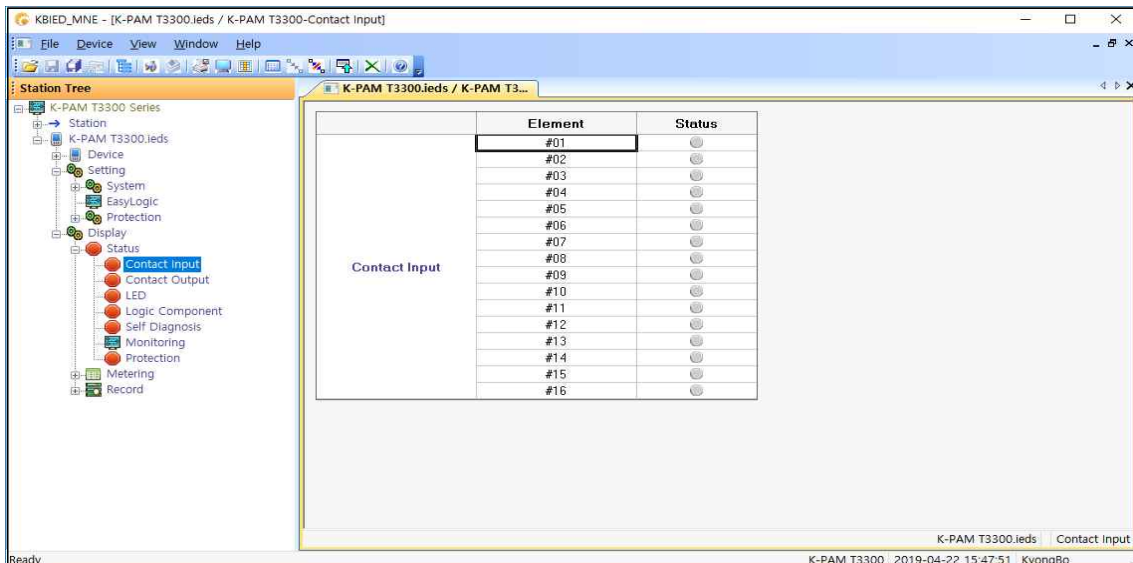 KBIED_MNE - [K-PAM T3300.ieds / K-PAM T3300-Contact Input]
File Device View Window Help
Station Tree
K-PAM T3300.ieds / K-PAM T3...
K-PAM T3300 Series
Station
K-PAM T3300.ieds
Device
Setting
System
EasyLogic
Protection
Display
Status
Contact Input
Contact Output
LED
Logic Component
Self Diagnosis
Monitoring
Protection
Metering
Record
Element Status
Contact Input
#01
#02
#03
#04
#05
#06
#07
#08
#09
#10
#11
#12
#13
#14
#15
#16
K-PAM T3300.ieds Contact Input
Ready K-PAM T3300 2019-04-22 15:47:51 KyongBo